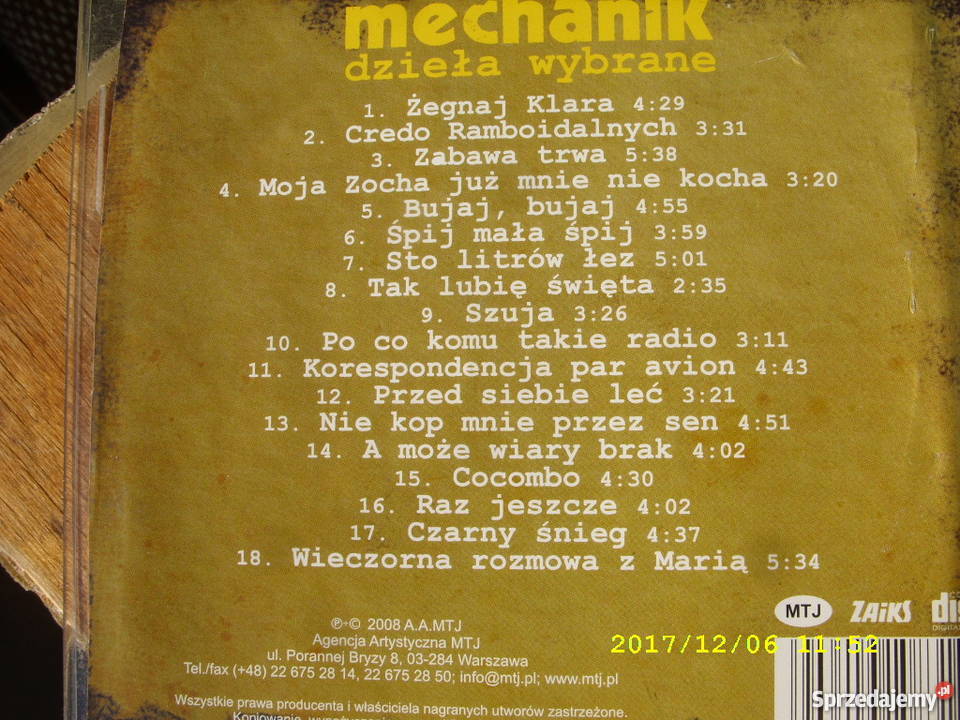 mechanik
dzieła wybrane
1. Żegnaj Klara 4:29
2. Credo Ramboidalnych 3:31
3. Zabawa trwa 5:38
4. Moja Zocha już mnie nie kocha 3:20
5. Bujaj, bujaj 4:55
6. Śpij mała śpij 3:59
7. Sto litrów łez 5:01
8. Tak lubię święta 2:35
9. Szuja 3:26
10. Po co komu takie radio 3:11
11. Korespondencja par avion 4:43
12. Przed siebie leć 3:21
13. Nie kop mnie przez sen 4:51
14. A może wiary brak 4:02
15. Cocombo 4:30
16. Raz jeszcze 4:02
17. Czarny śnieg 4:37
18. Wieczorna rozmowa z Marią 5:34
MTJ ZAiKS
℗+© 2008 A.A.MTJ
Agencja Artystyczna MTJ
ul. Porannej Bryzy 8, 03-284 Warszawa
Tel./fax (+48) 22 675 28 14, 22 675 28 50; info@mtj.pl; www.mtj.pl
2017/12/06 11:52
Wszystkie prawa producenta i właściciela nagranych utworów zastrzeżone.
Sprzedajemy.pl